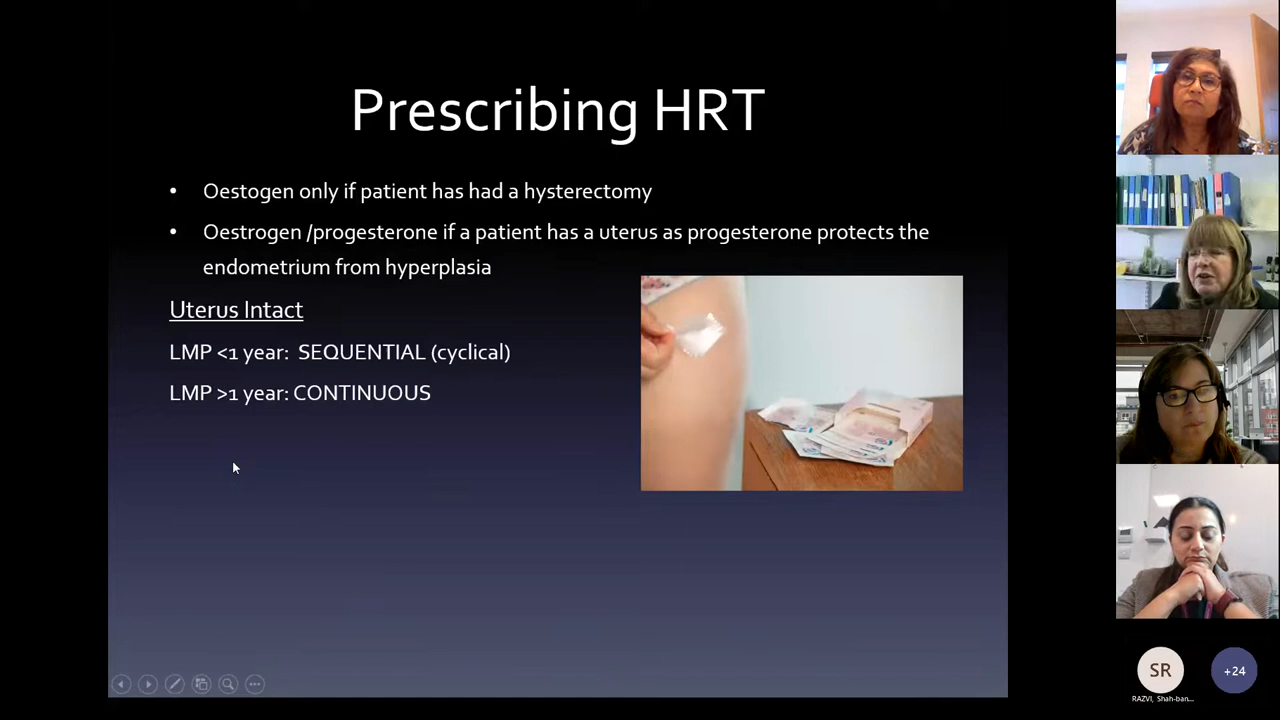 Prescribing HRT
• Oestogen only if patient has had a hysterectomy
• Oestrogen /progesterone if a patient has a uterus as progesterone protects the
endometrium from hyperplasia
Uterus Intact
LMP <1 year: SEQUENTIAL (cyclical)
LMP >1 year: CONTINUOUS
SR
+24
RAZVI, Shah-ban...